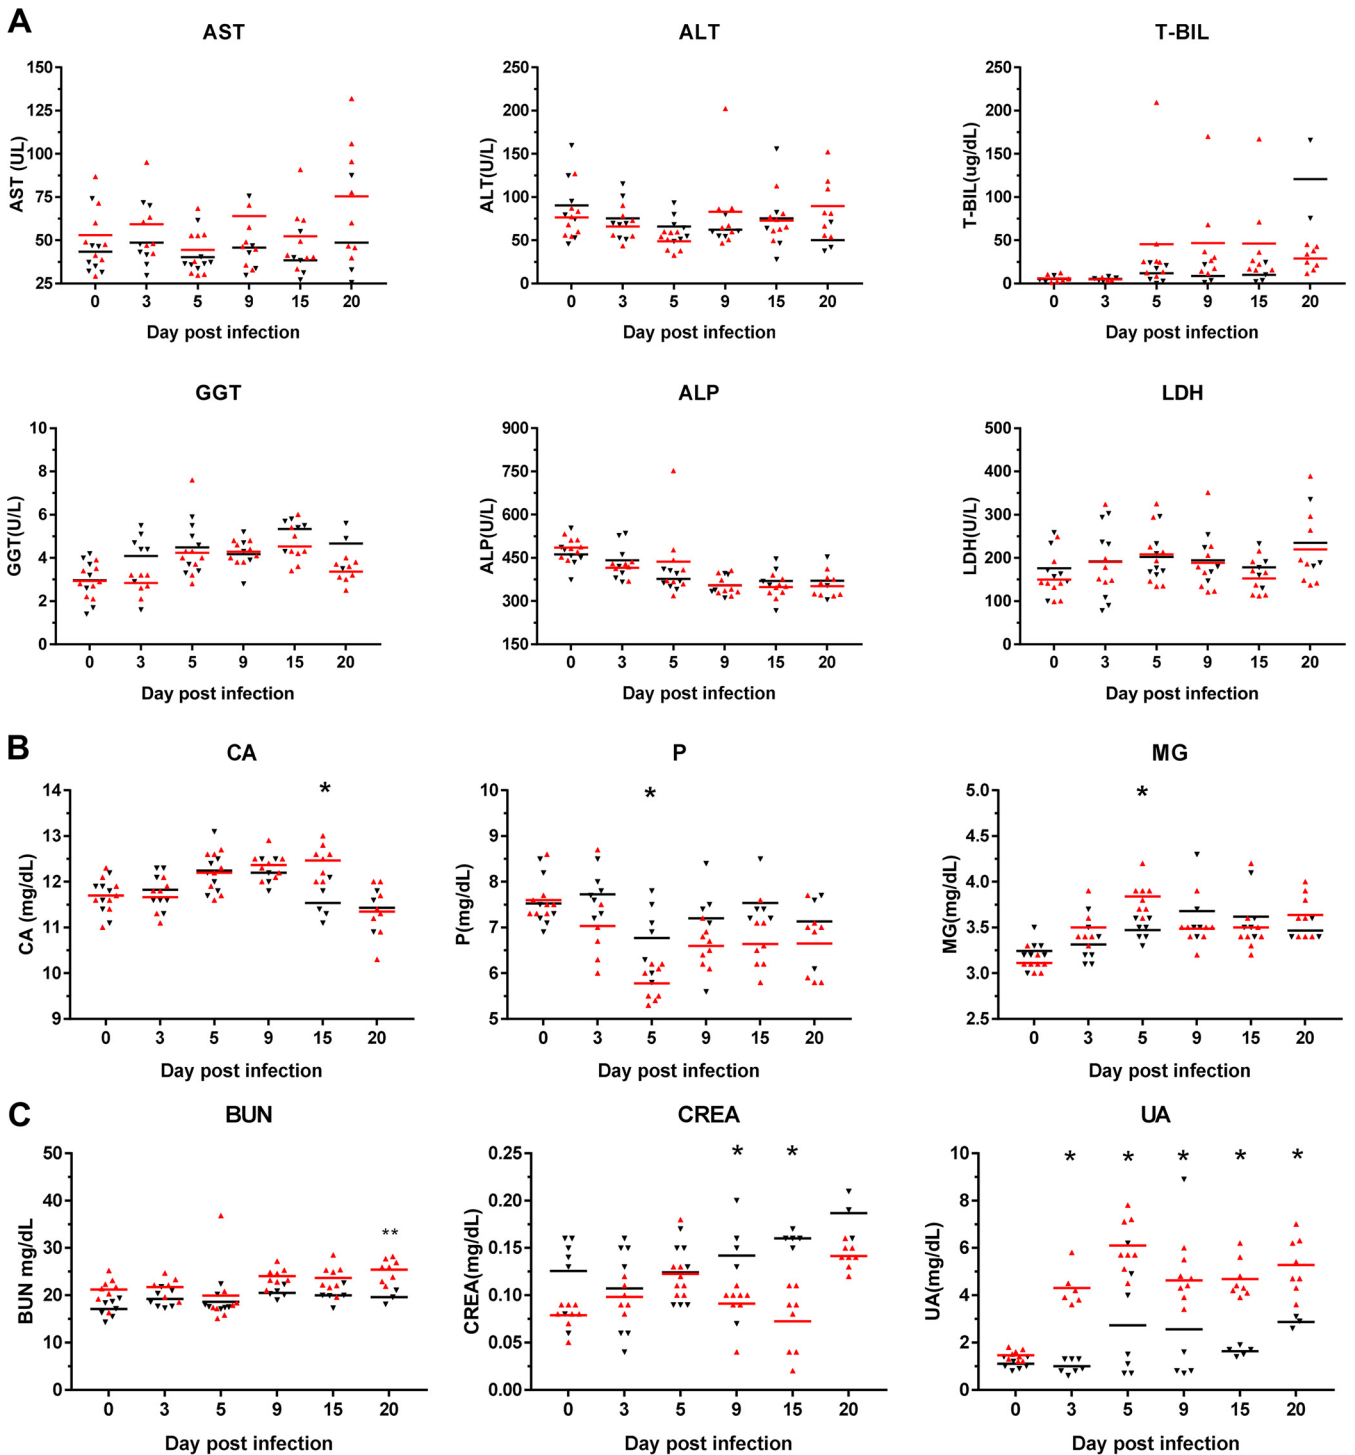 A
AST
ALT
T-BIL
AST (UL)
150
125
100
75
50
25
0 3 5 9 15 20
Day post infection
ALT(U/L)
250
200
150
100
50
0
0 3 5 9 15 20
Day post infection
T-BIL(ug/dL)
250
200
150
100
50
0
0 3 5 9 15 20
Day post infection
GGT
ALP
LDH
GGT(U/L)
10
8
6
4
2
0
0 3 5 9 15 20
Day post infection
ALP(U/L)
900
750
600
450
300
150
0 3 5 9 15 20
Day post infection
LDH(U/L)
500
400
300
200
100
0
0 3 5 9 15 20
Day post infection
B
CA
P
MG
CA (mg/dL)
14
13
12
11
10
9
*
0 3 5 9 15 20
Day post infection
P(mg/dL)
10
9
8
7
6
5
*
0 3 5 9 15 20
Day post infection
MG(mg/dL)
5.0
4.5
4.0
3.5
3.0
2.5
*
0 3 5 9 15 20
Day post infection
C
BUN
CREA
UA
BUN mg/dL
50
40
30
20
10
0
**
0 3 5 9 15 20
Day post infection
CREA(mg/dL)
0.25
0.20
0.15
0.10
0.05
0.00
* *
0 3 5 9 15 20
Day post infection
UA(mg/dL)
10
8
6
4
2
0
* * * * *
0 3 5 9 15 20
Day post infection